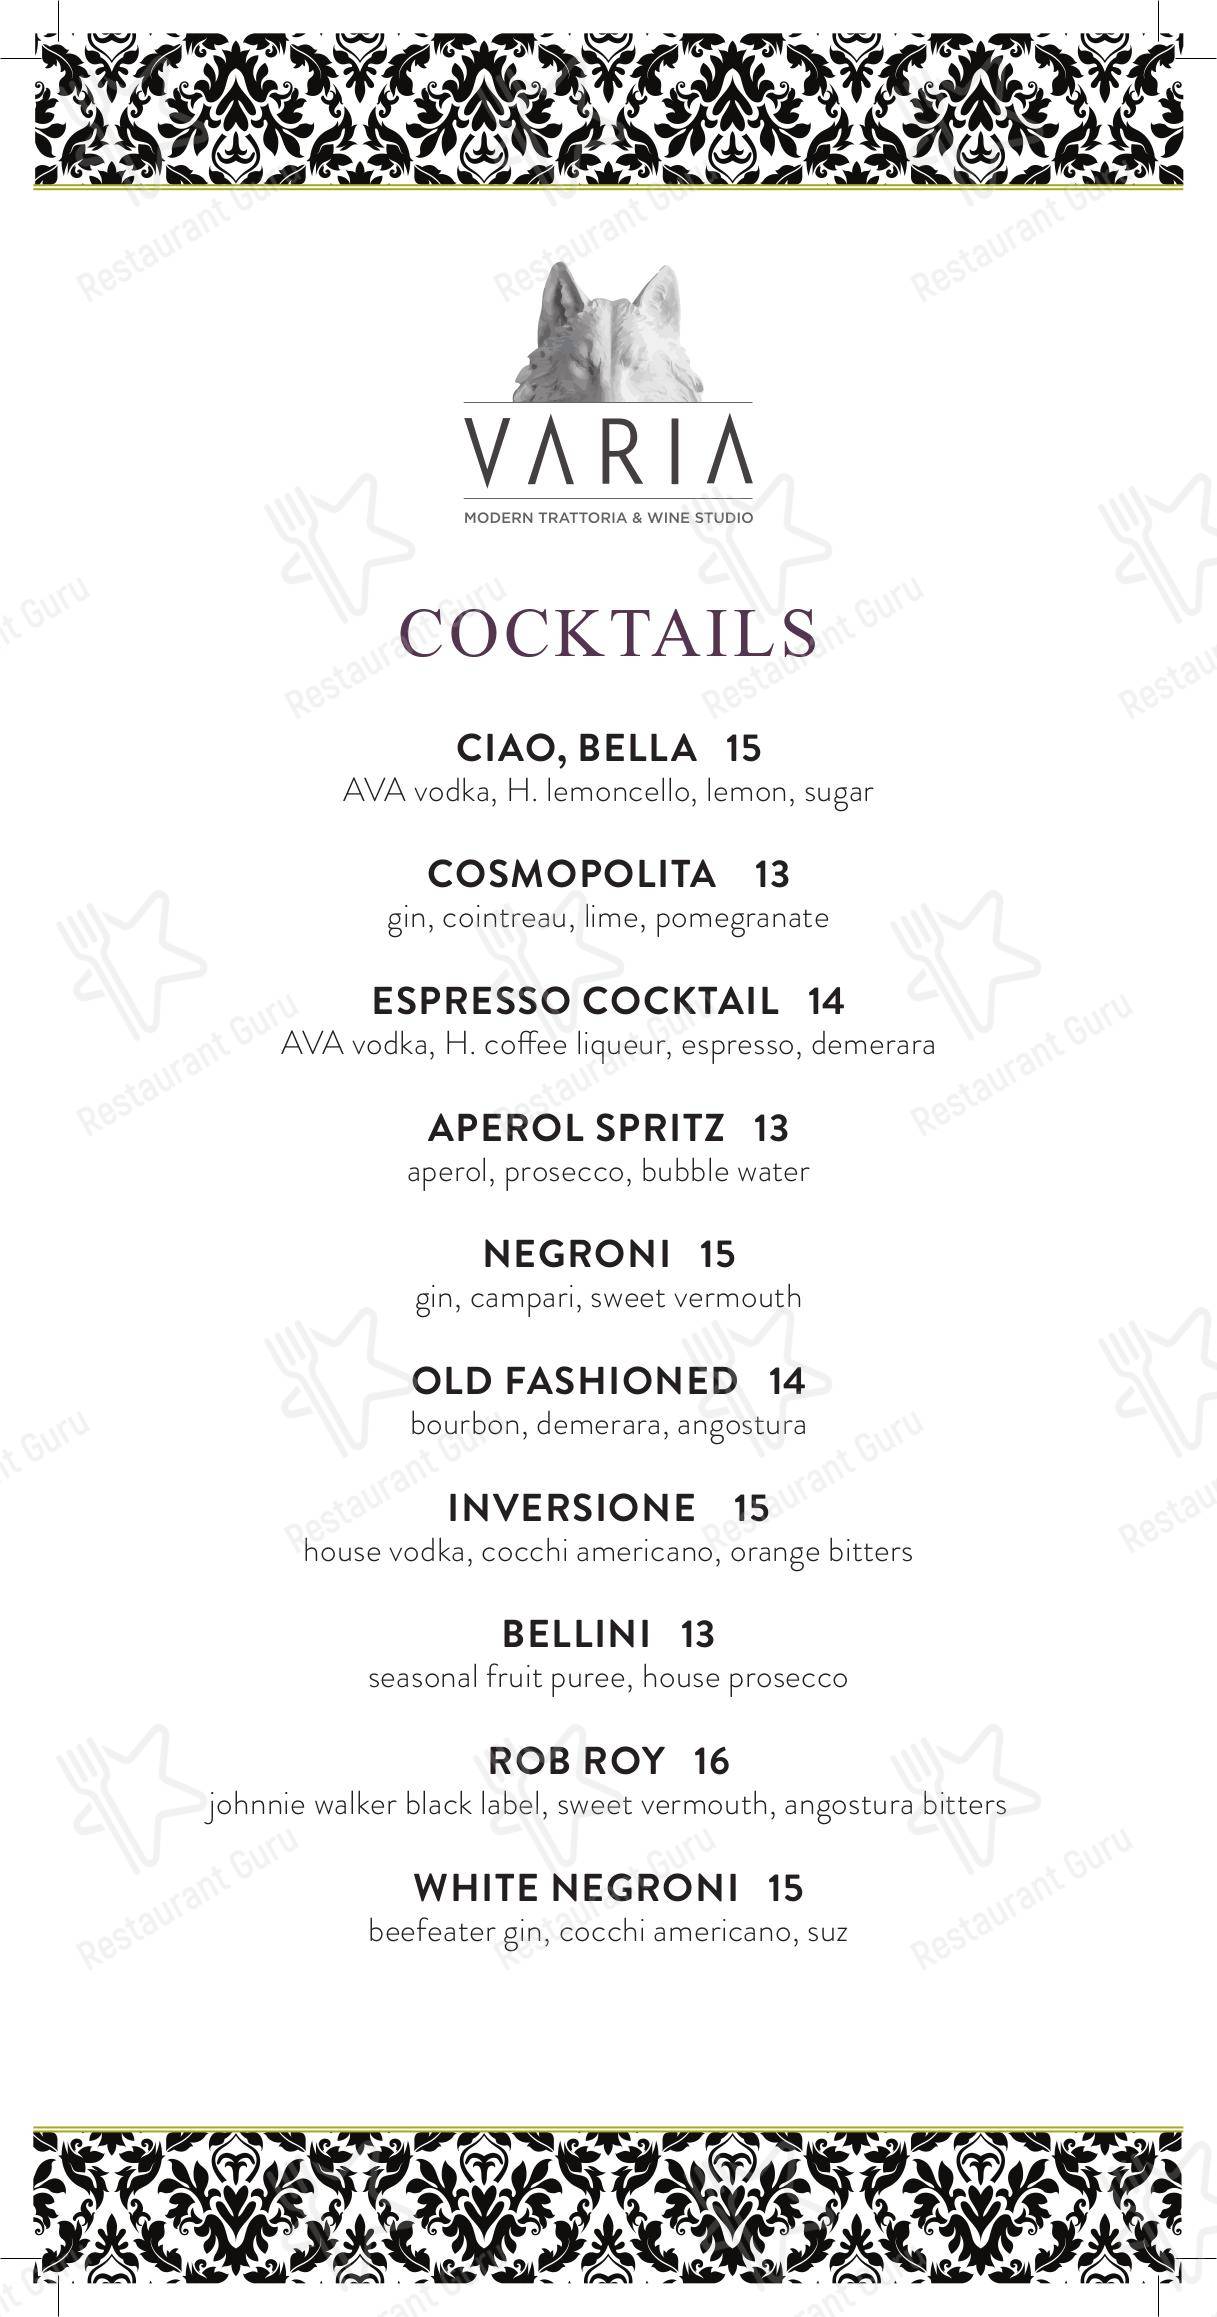 VARIA
MODERN TRATTORIA & WINE STUDIO
COCKTAILS
CIAO, BELLA 15
AVA vodka, H. lemoncello, lemon, sugar
COSMOPOLITA 13
gin, cointreau, lime, pomegranate
ESPRESSO COCKTAIL 14
AVA vodka, H. coffee liqueur, espresso, demerara
APEROL SPRITZ 13
aperol, prosecco, bubble water
NEGRONI 15
gin, campari, sweet vermouth
OLD FASHIONED 14
bourbon, demerara, angostura
INVERSIONE 15
house vodka, cocchi americano, orange bitters
BELLINI 13
seasonal fruit puree, house prosecco
ROB ROY 16
johnnie walker black label, sweet vermouth, angostura bitters
WHITE NEGRONI 15
beefeater gin, cocchi americano, suz
Restaurant Guru